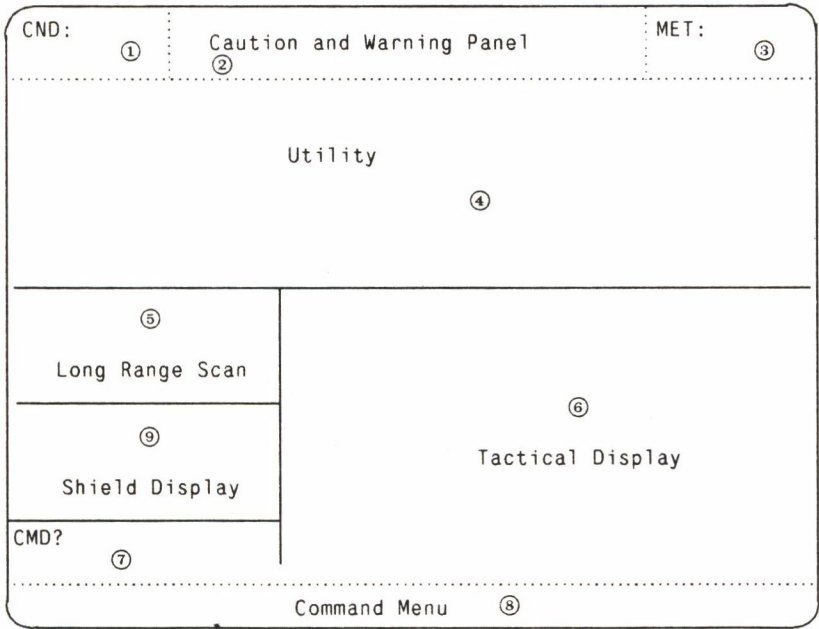 CND:
①
Caution and Warning Panel
②
MET:
③
Utility
④
⑤
Long Range Scan
⑥
Tactical Display
⑨
Shield Display
CMD?
⑦
Command Menu ⑧